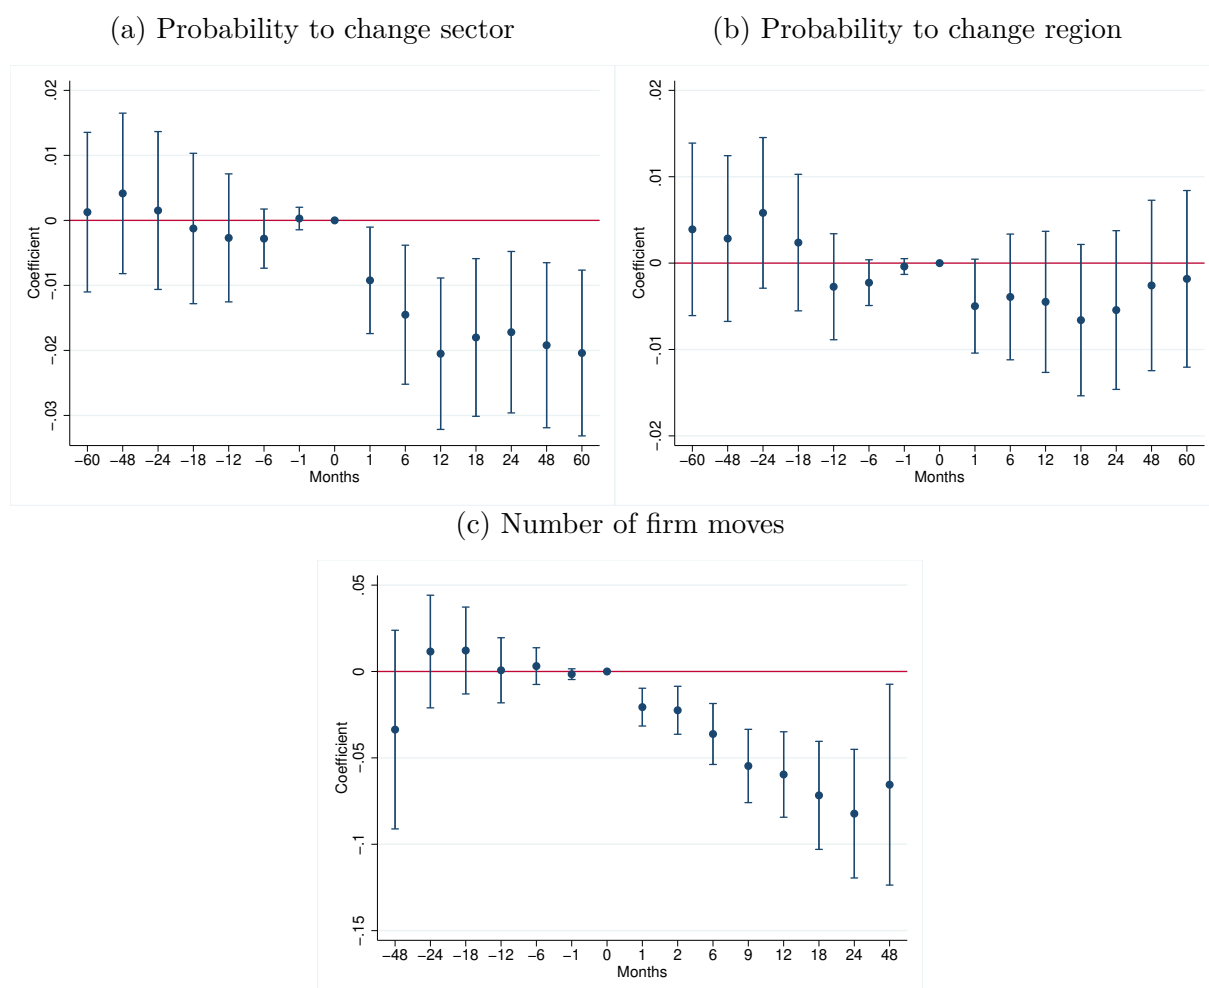 (a) Probability to change sector
.02
.01
0
−.01
−.02
−.03
Coefficient
−60 −48 −24 −18 −12 −6 −1 0 1 6 12 18 24 48 60
Months
(b) Probability to change region
.02
.01
0
−.01
−.02
Coefficient
−60 −48 −24 −18 −12 −6 −1 0 1 6 12 18 24 48 60
Months
(c) Number of firm moves
.05
0
−.05
−.1
−.15
Coefficient
−48 −24 −18 −12 −6 −1 0 1 2 6 9 12 18 24 48
Months